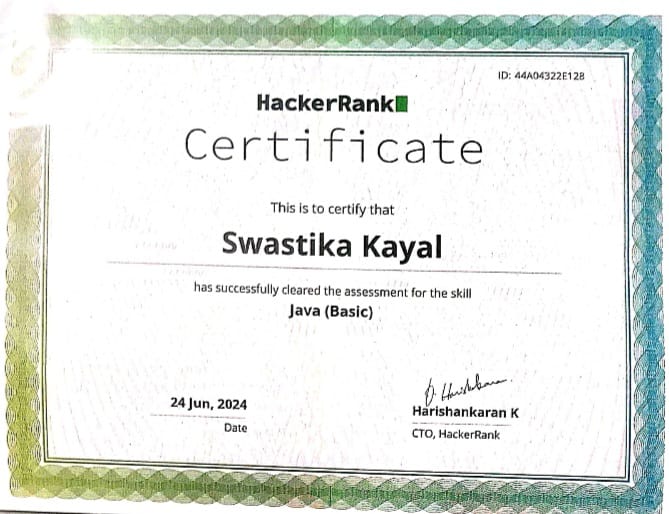 ID: 44A04322E128
HackerRank
Certificate
This is to certify that
Swastika Kayal
has successfully cleared the assessment for the skill
Java (Basic)
24 Jun, 2024
Date
Harishankaran K
CTO, HackerRank